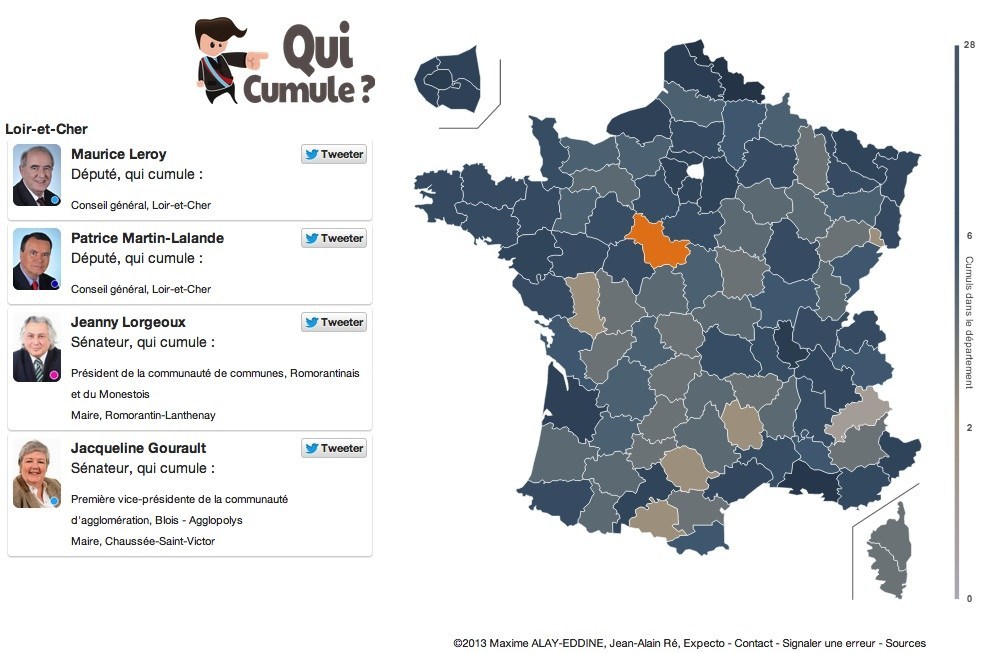 Qui
Cumule ?
Loir-et-Cher
Maurice Leroy
Tweeter
Député, qui cumule :
Conseil général, Loir-et-Cher
Patrice Martin-Lalande
Tweeter
Député, qui cumule :
Conseil général, Loir-et-Cher
Jeanny Lorgeoux
Tweeter
Sénateur, qui cumule :
Président de la communauté de communes, Romorantinais
et du Monestois
Maire, Romorantin-Lanthenay
Jacqueline Gourault
Tweeter
Sénateur, qui cumule :
Première vice-présidente de la communauté
d'agglomération, Blois - Agglopolys
Maire, Chaussée-Saint-Victor
28
6
Cumuls dans le département
2
0
©2013 Maxime ALAY-EDDINE, Jean-Alain Ré, Expecto - Contact - Signaler une erreur - Sources